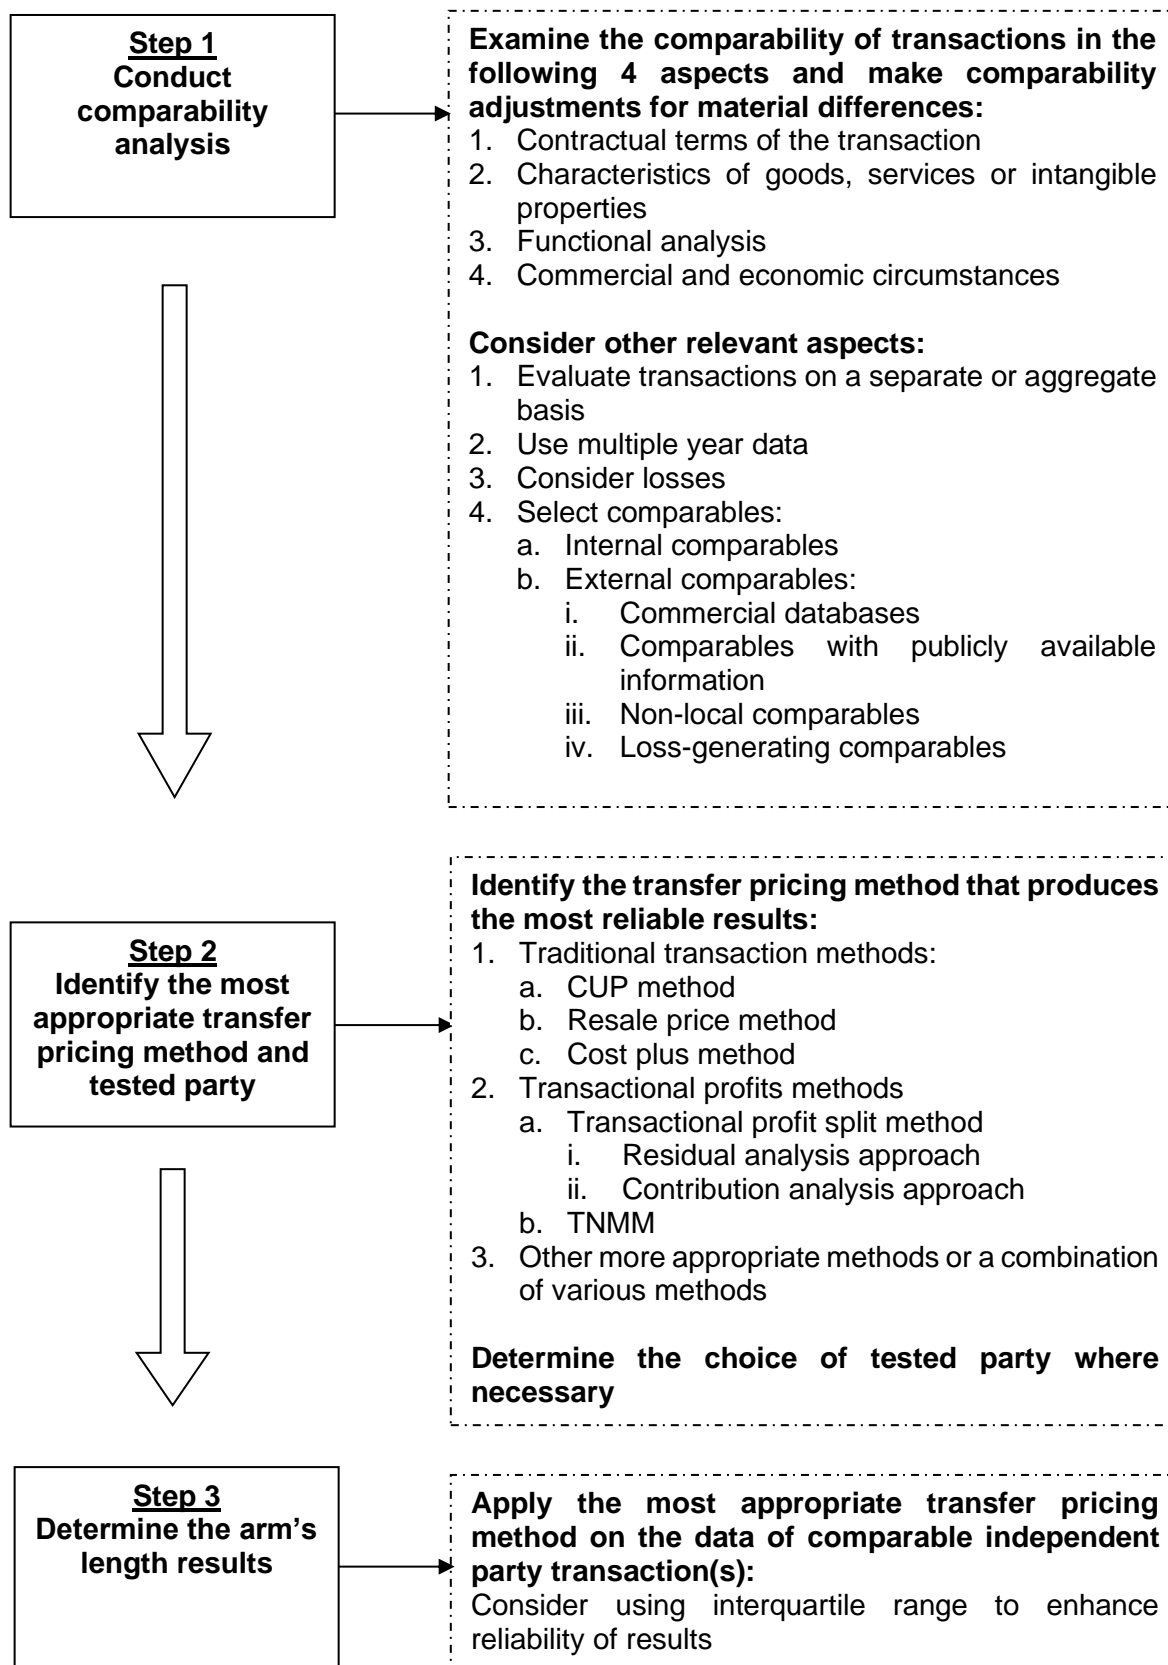 Step 1
Conduct
comparability
analysis
Examine the comparability of transactions in the
following 4 aspects and make comparability
adjustments for material differences:
1. Contractual terms of the transaction
2. Characteristics of goods, services or intangible
properties
3. Functional analysis
4. Commercial and economic circumstances
Consider other relevant aspects:
1. Evaluate transactions on a separate or aggregate
basis
2. Use multiple year data
3. Consider losses
4. Select comparables:
a. Internal comparables
b. External comparables:
i. Commercial databases
ii. Comparables with publicly available
information
iii. Non-local comparables
iv. Loss-generating comparables
Step 2
Identify the most
appropriate transfer
pricing method and
tested party
Identify the transfer pricing method that produces
the most reliable results:
1. Traditional transaction methods:
a. CUP method
b. Resale price method
c. Cost plus method
2. Transactional profits methods
a. Transactional profit split method
i. Residual analysis approach
ii. Contribution analysis approach
b. TNMM
3. Other more appropriate methods or a combination
of various methods
Determine the choice of tested party where
necessary
Step 3
Determine the arm’s
length results
Apply the most appropriate transfer pricing
method on the data of comparable independent
party transaction(s):
Consider using interquartile range to enhance
reliability of results